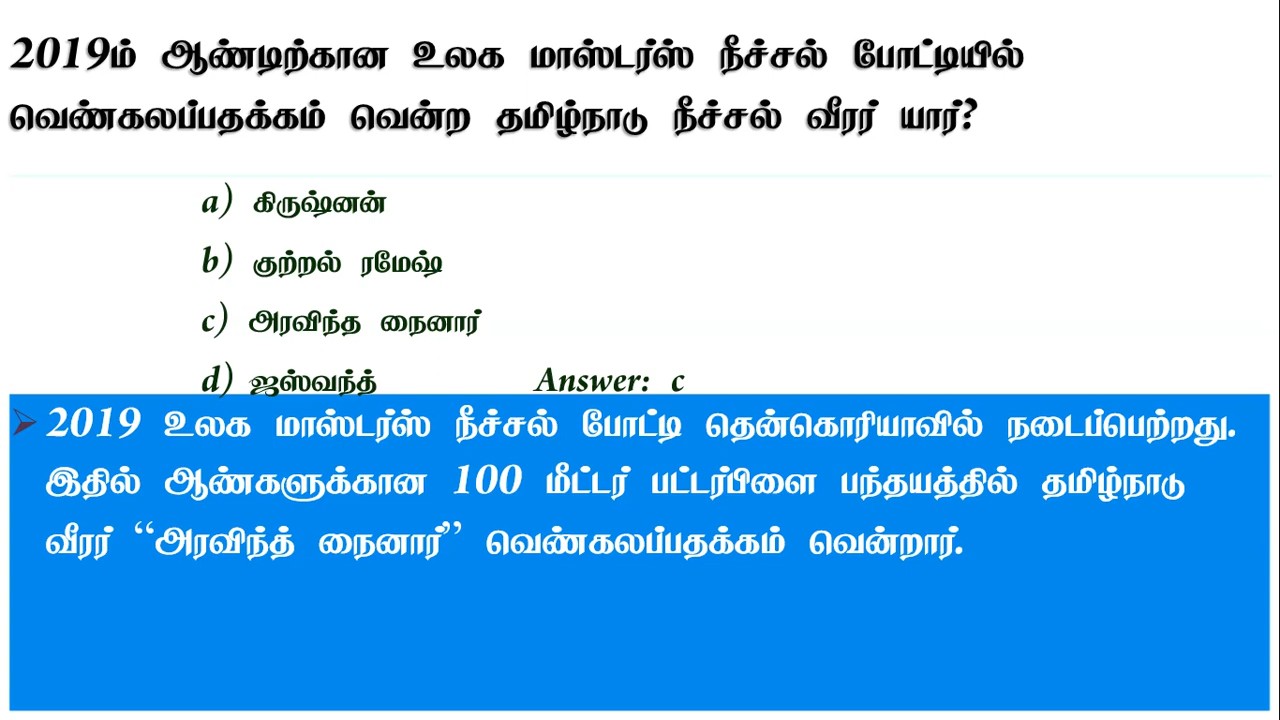 2019ம் ஆண்டிற்கான உலக மாஸ்டர்ஸ் நீச்சல் போட்டியில்
வெண்கலப்பதக்கம் வென்ற தமிழ்நாடு நீச்சல் வீரர் யார்?
a) கிருஷ்னன்
b) குற்றல் ரமேஷ்
c) அரவிந்த நைனார்
d) ஜஸ்வந்த் Answer: c
➢ 2019 உலக மாஸ்டர்ஸ் நீச்சல் போட்டி தென்கொரியாவில் நடைப்பெற்றது.
இதில் ஆண்களுக்கான 100 மீட்டர் பட்டர்பிளை பந்தயத்தில் தமிழ்நாடு
வீரர் “அரவிந்த் நைனார்” வெண்கலப்பதக்கம் வென்றார்.